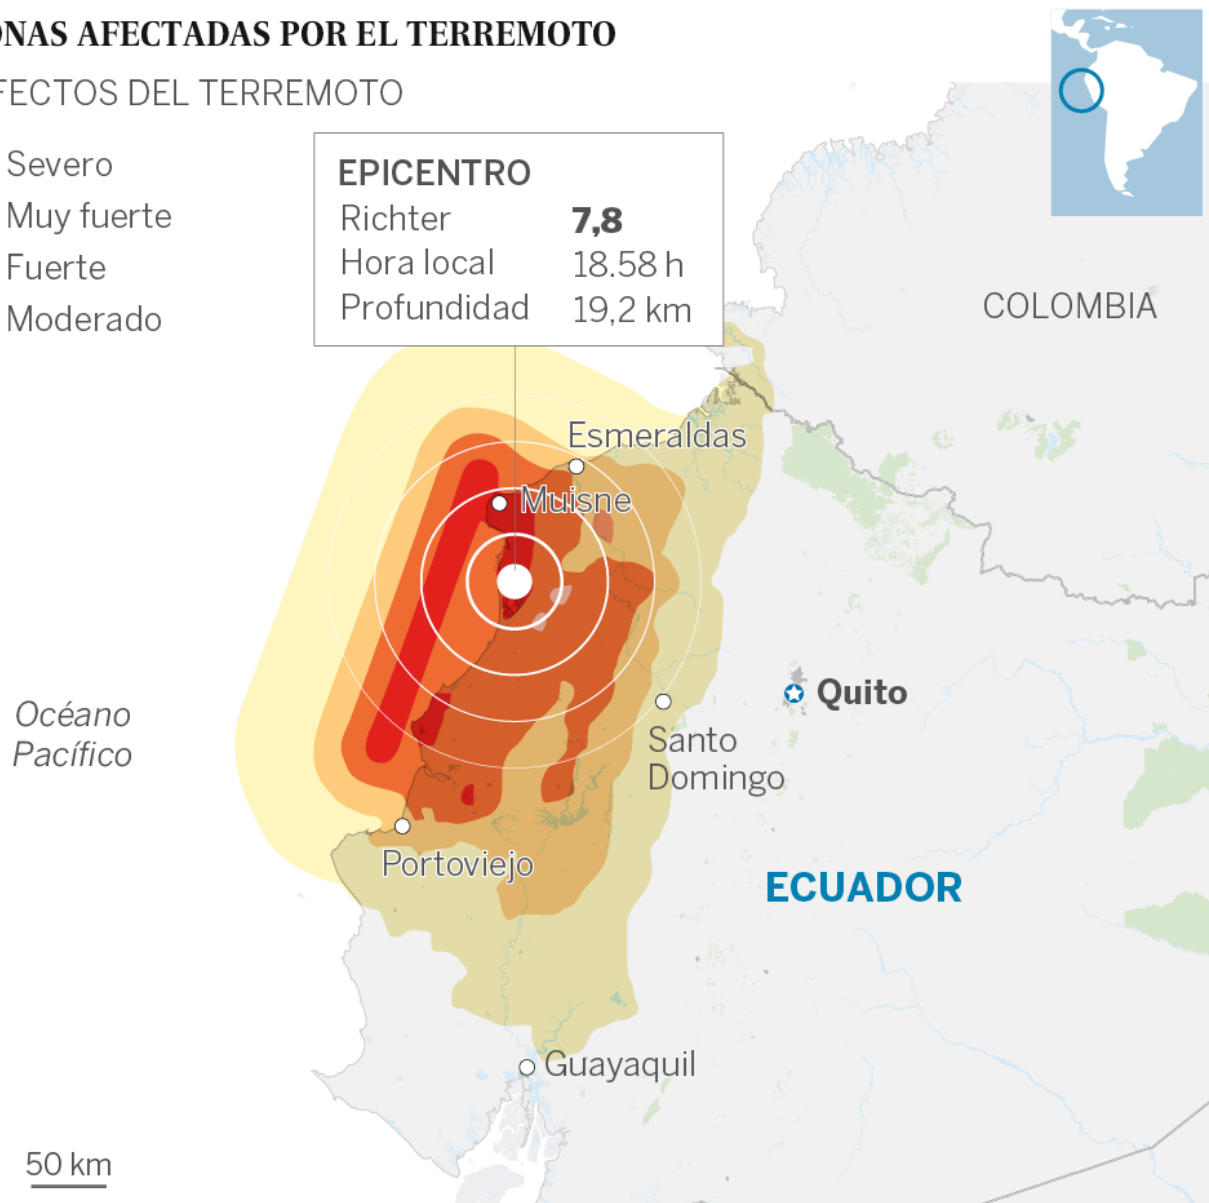 ONAS AFECTADAS POR EL TERREMOTO
FECTOS DEL TERREMOTO
Severo
Muy fuerte
Fuerte
Moderado
EPICENTRO
Richter 7,8
Hora local 18.58 h
Profundidad 19,2 km
COLOMBIA
Esmeraldas
Muisne
Quito
Océano
Pacífico
Santo
Domingo
Portoviejo
ECUADOR
Guayaquil
50 km